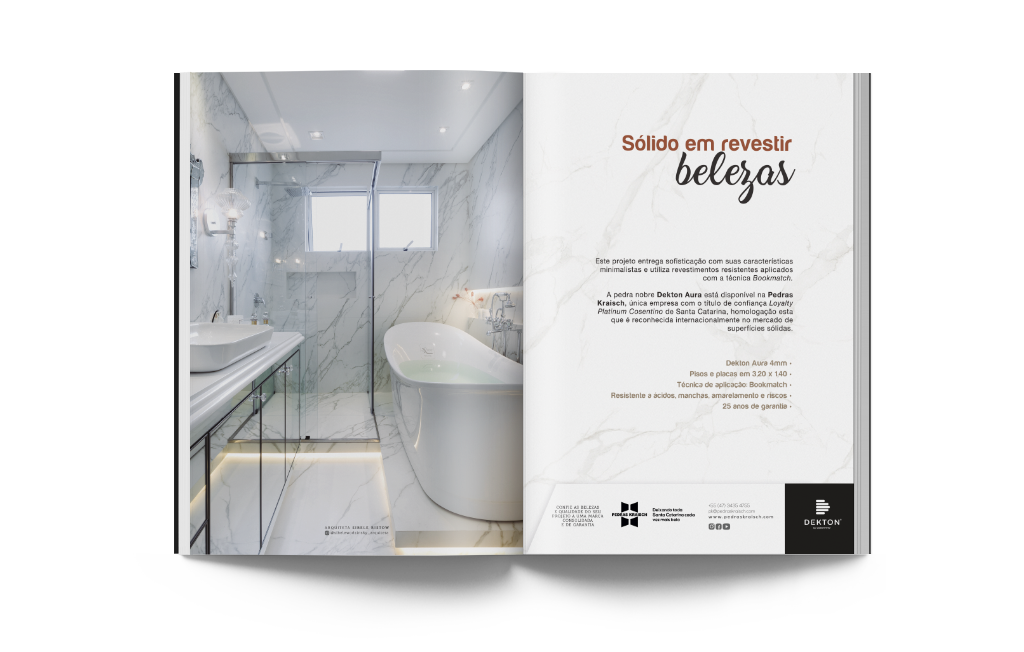 ARQUITETA SIMELE RISTOW
Sólido em revestir
belezas
Este projeto entrega sofisticação com suas características
minimalistas e utiliza revestimentos resistentes aplicados
com a técnica Bookmatch.
A pedra nobre Dekton Aura está disponível na Pedras
Kraisch, única empresa com o título de confiança Loyalty
Platinum Cosentino de Santa Catarina, homologação esta
que é reconhecida internacionalmente no mercado de
superfícies sólidas.
Dekton Aura 4mm •
Pisos e placas em 3.20 x 1.40 •
Técnica de aplicação: Bookmatch •
Resistente a ácidos, manchas, amarelamento e riscos •
25 anos de garantia •
CONFIE AS BELEZAS
E QUALIDADE DO SEU
PROJETO A UMA MARCA
CONSOLIDADA
E DE GARANTIA
PEDRAS KRAISCH
Deixando toda
Santa Catarina cada
vez mais bela
www.pedraskraisch.com
DEKTON